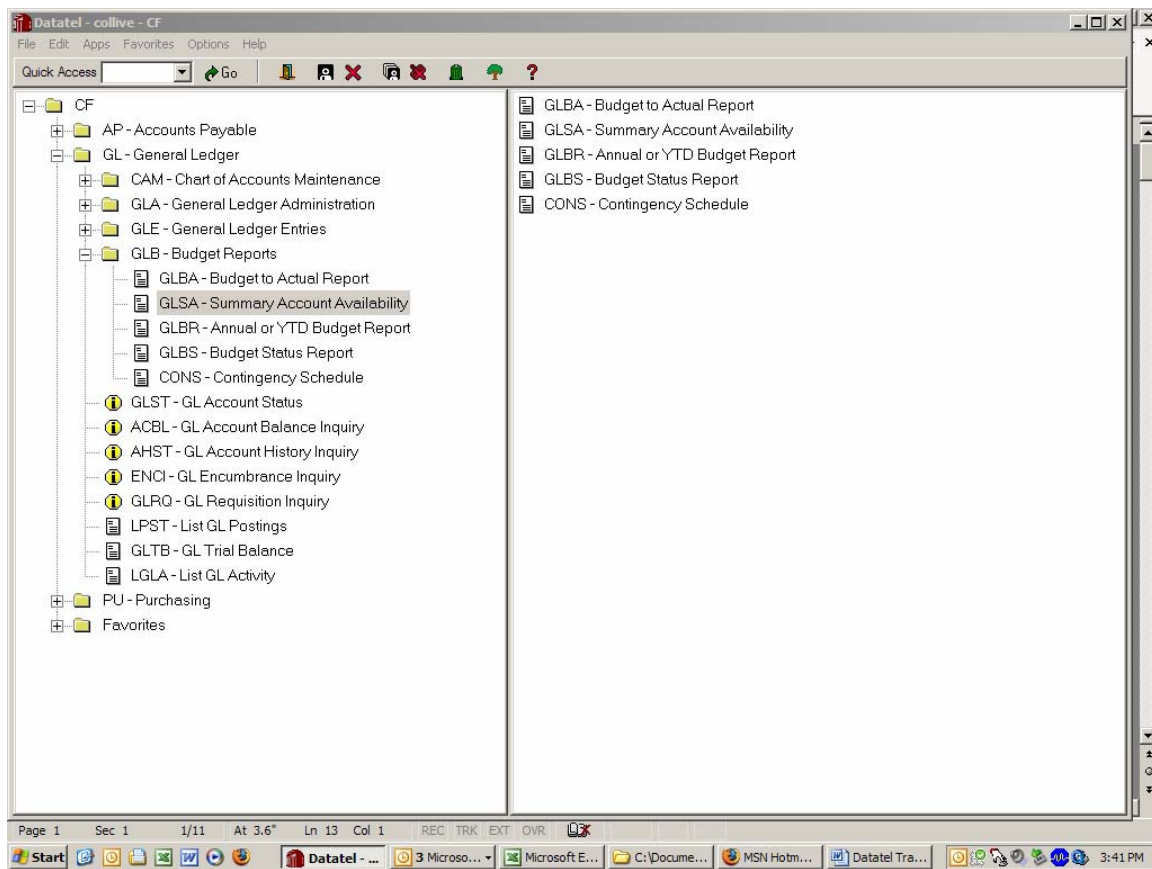 Datatel - collive - CF
File Edit Apps Favorites Options Help
Quick Access Go ?
CF
AP - Accounts Payable
GL - General Ledger
CAM - Chart of Accounts Maintenance
GLA - General Ledger Administration
GLE - General Ledger Entries
GLB - Budget Reports
GLBA - Budget to Actual Report
GLSA - Summary Account Availability
GLBR - Annual or YTD Budget Report
GLBS - Budget Status Report
CONS - Contingency Schedule
GLST - GL Account Status
ACBL - GL Account Balance Inquiry
AHST - GL Account History Inquiry
ENCI - GL Encumbrance Inquiry
GLRQ - GL Requisition Inquiry
LPST - List GL Postings
GLTB - GL Trial Balance
LGLA - List GL Activity
PU - Purchasing
Favorites
GLBA - Budget to Actual Report
GLSA - Summary Account Availability
GLBR - Annual or YTD Budget Report
GLBS - Budget Status Report
CONS - Contingency Schedule
Page 1 Sec 1 1/11 At 3.6" Ln 13 Col 1 REC TRK EXT OVR
Start Datatel - ... 3 Microso... Microsoft E... C:\Docume... MSN Hotm... Datatel Tra... 3:41 PM